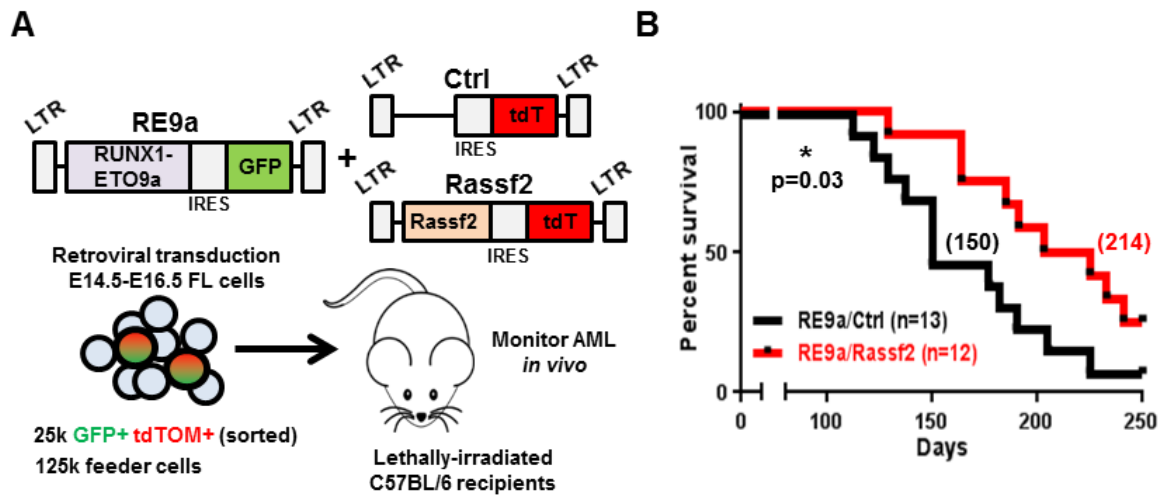 A
LTR
RE9a
LTR
RUNX1-
ETO9a
GFP
IRES
+
LTR
Ctrl
LTR
tdT
IRES
LTR
Rassf2
LTR
Rassf2
tdT
IRES
Retroviral transduction
E14.5-E16.5 FL cells
25k GFP+ tdTOM+ (sorted)
125k feeder cells
Monitor AML
in vivo
Lethally-irradiated
C57BL/6 recipients
B
Percent survival
100
50
0
*
p=0.03
(150)
(214)
RE9a/Ctrl (n=13)
RE9a/Rassf2 (n=12)
0 100 150 200 250
Days